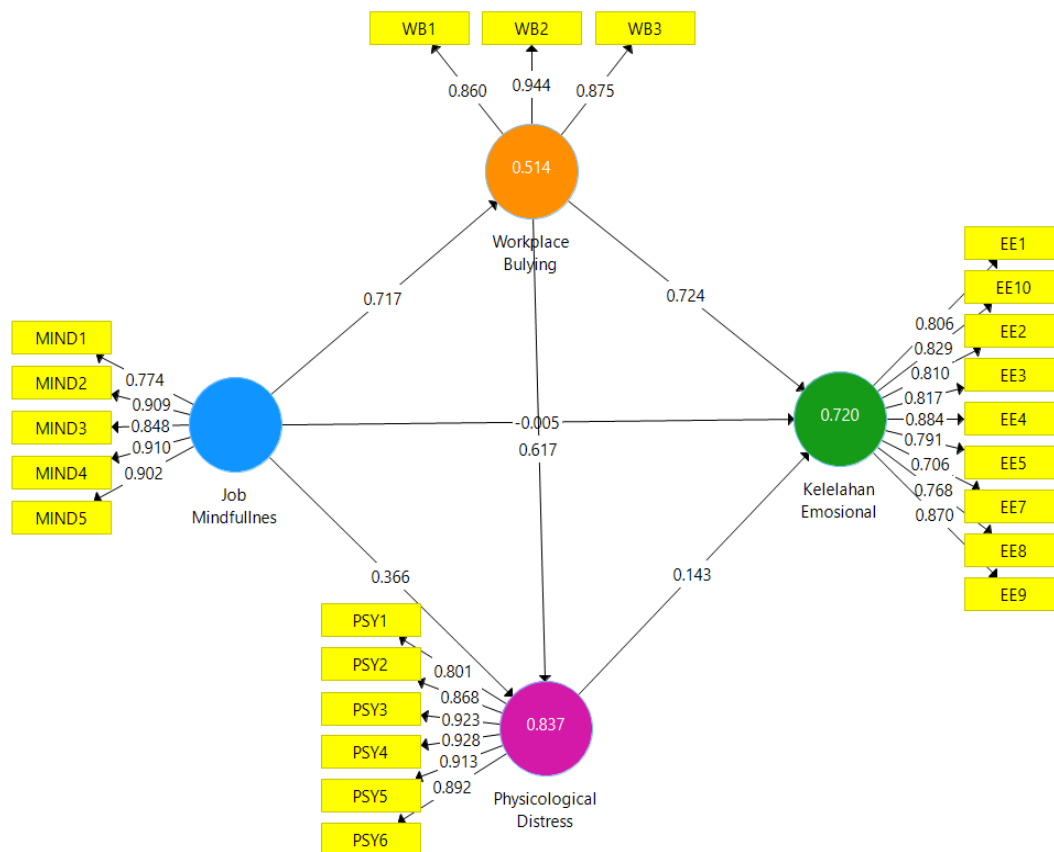 WB1
WB2
WB3
0.860
0.944
0.875
0.514
Workplace
Bulying
0.717
0.724
MIND1
MIND2
MIND3
MIND4
MIND5
0.774
0.909
0.848
0.910
0.902
Job
Mindfullnes
-0.005
0.617
0.720
Kelelahan
Emosional
EE1
EE10
EE2
EE3
EE4
EE5
EE7
EE8
EE9
0.806
0.829
0.810
0.817
0.884
0.791
0.706
0.768
0.870
0.366
0.143
PSY1
PSY2
PSY3
PSY4
PSY5
PSY6
0.801
0.868
0.923
0.928
0.913
0.892
0.837
Physicological
Distress